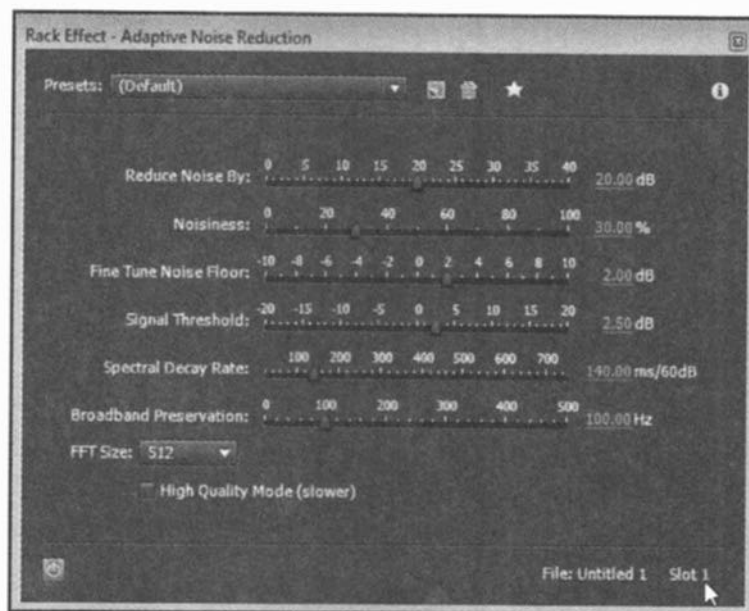 Rack Effect - Adaptive Noise Reduction
Presets: (Default)
0 5 10 15 20 25 30 35 40
Reduce Noise By: 20.00 dB
0 20 40 60 80 100
Noisiness: 30.00 %
-10 -8 -6 -4 -2 0 2 4 6 8 10
Fine Tune Noise Floor: 2.00 dB
-20 -15 -10 -5 0 5 10 15 20
Signal Threshold: 2.50 dB
100 200 300 400 500 600 700
Spectral Decay Rate: 140.00 ms/60dB
0 100 200 300 400 500
Broadband Preservation: 100.00 Hz
FFT Size: 512
High Quality Mode (slower)
File: Untitled 1 Slot 1